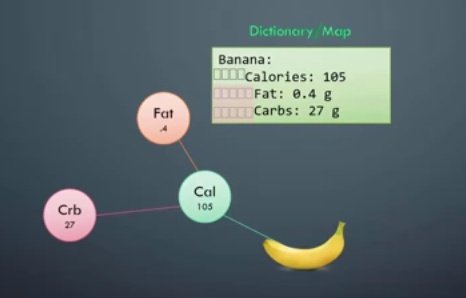 Dictionary/Map
Banana:
Calories: 105
Fat: 0.4 g
Carbs: 27 g
Fat
.4
Cal
105
Crb
27